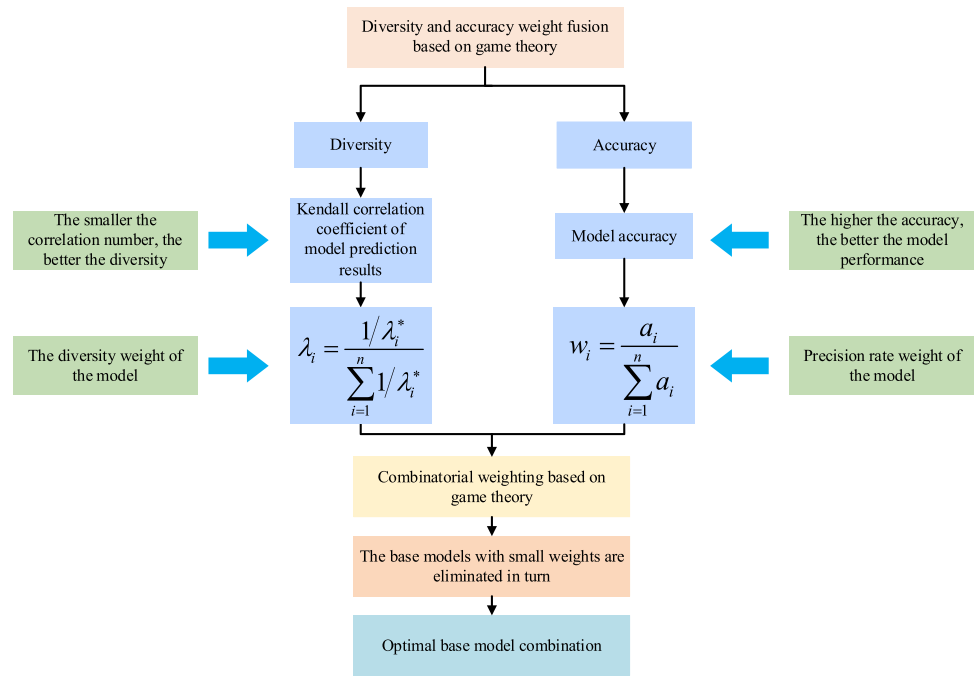 Diversity and accuracy weight fusion
based on game theory
Diversity
Accuracy
The smaller the
correlation number, the
better the diversity
Kendall correlation
coefficient of
model prediction
results
Model accuracy
The higher the accuracy,
the better the model
performance
The diversity weight of
the model
λ_i = (1/λ_i^*) / (∑_{i=1}^{n} 1/λ_i^*)
w_i = a_i / (∑_{i=1}^{n} a_i)
Precision rate weight of
the model
Combinatorial weighting based on
game theory
The base models with small weights are
eliminated in turn
Optimal base model combination